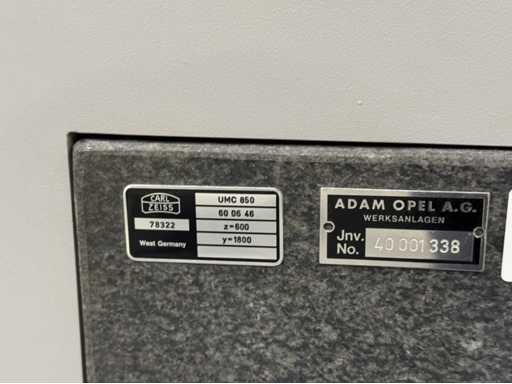 CARL
ZEISS
78322
West Germany
UMC 850
60 06 46
z=600
y=1800
ADAM OPEL A.G.
WERKSANLAGEN
Jnv.
No. 40 001 338